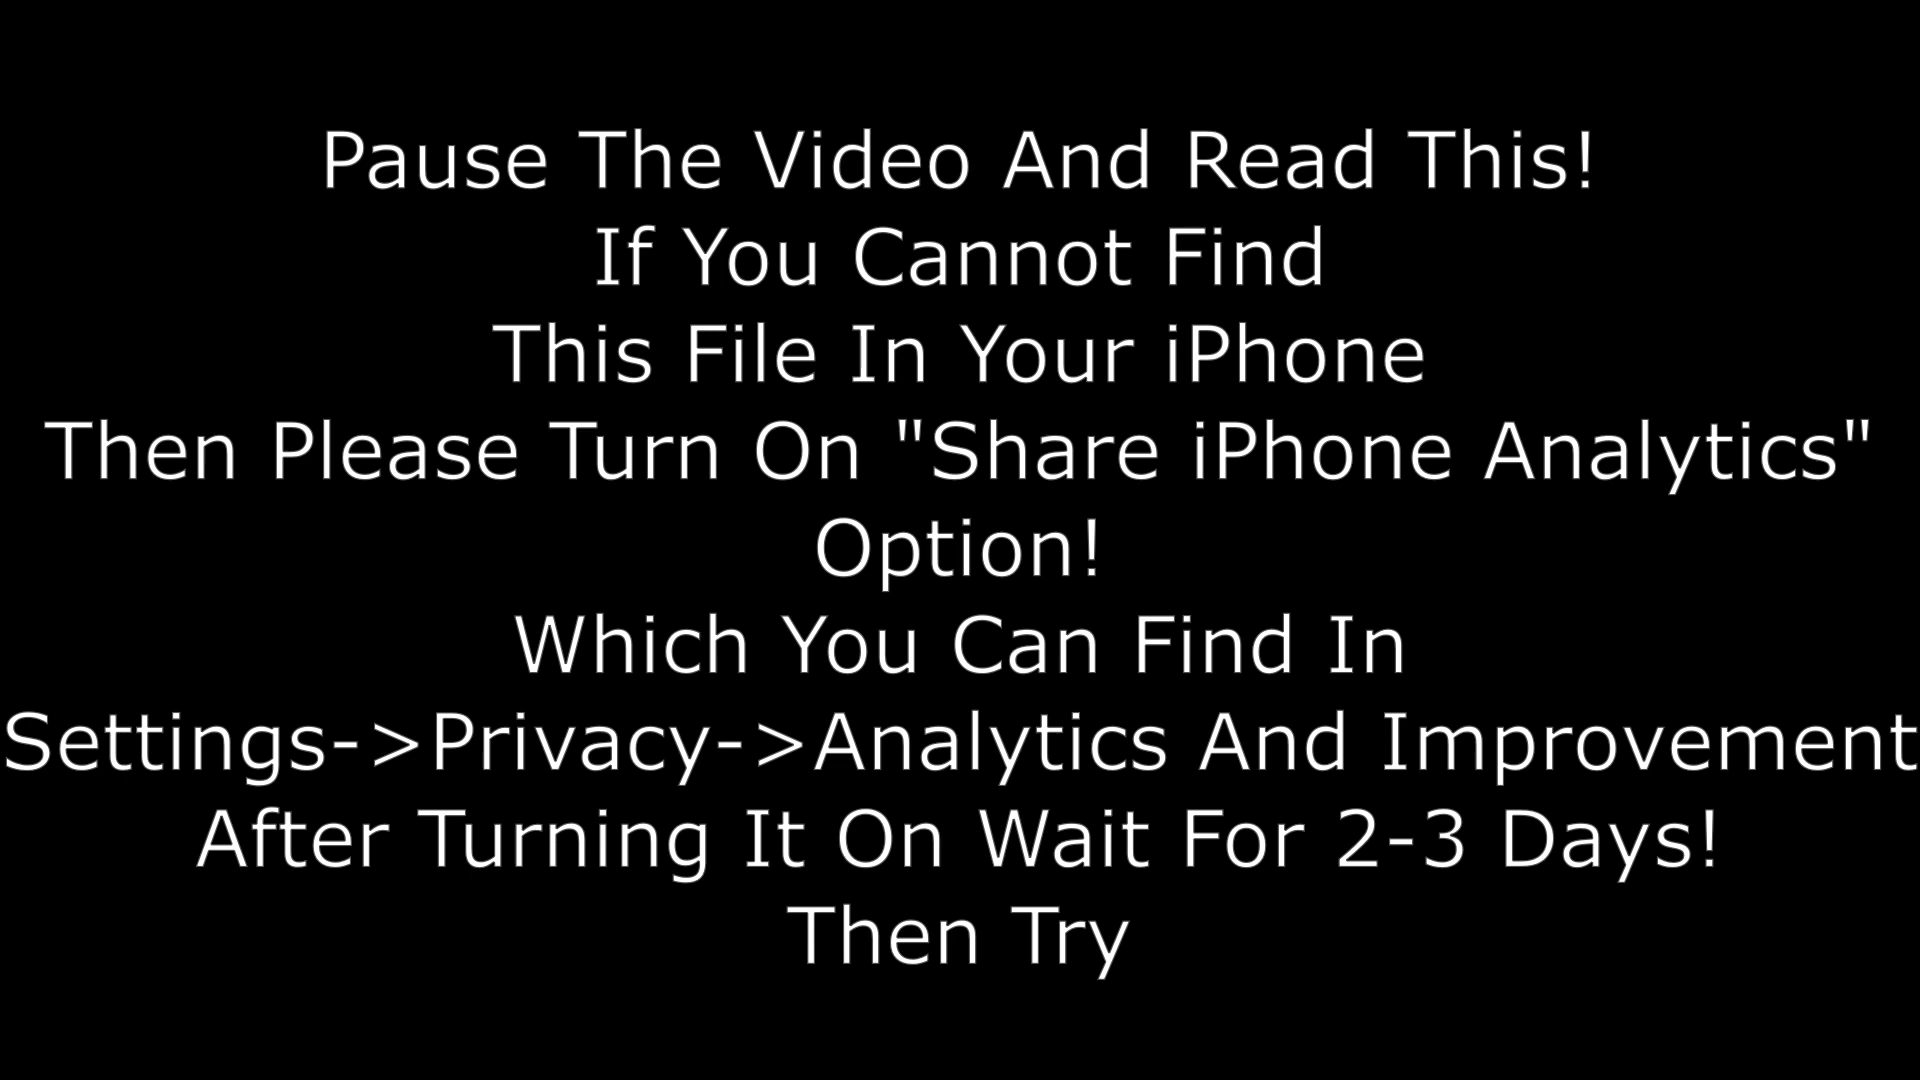 Pause The Video And Read This!
If You Cannot Find
This File In Your iPhone
Then Please Turn On "Share iPhone Analytics"
Option!
Which You Can Find In
Settings->Privacy->Analytics And Improvement
After Turning It On Wait For 2-3 Days!
Then Try